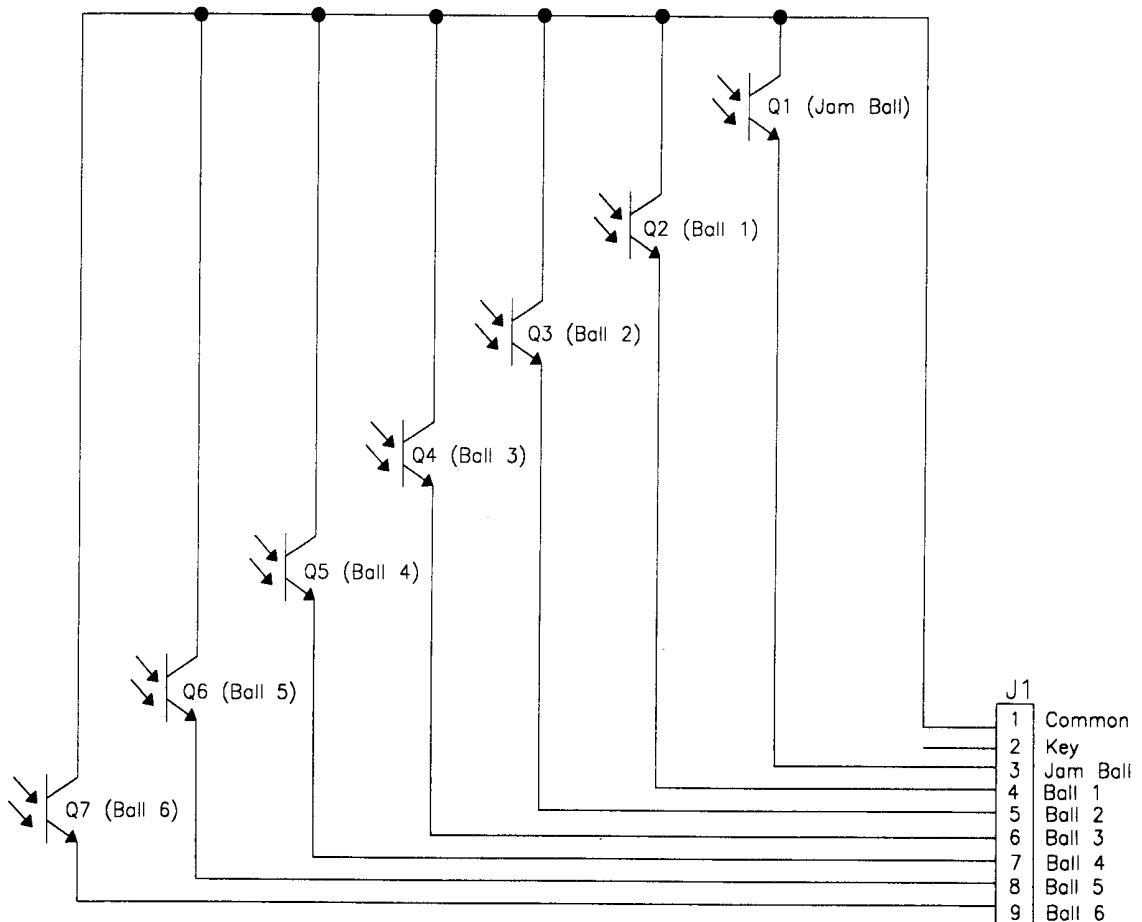 Q1 (Jam Ball)
Q2 (Ball 1)
Q3 (Ball 2)
Q4 (Ball 3)
Q5 (Ball 4)
Q6 (Ball 5)
Q7 (Ball 6)
J1
1 Common
2 Key
3 Jam Ball
4 Ball 1
5 Ball 2
6 Ball 3
7 Ball 4
8 Ball 5
9 Ball 6